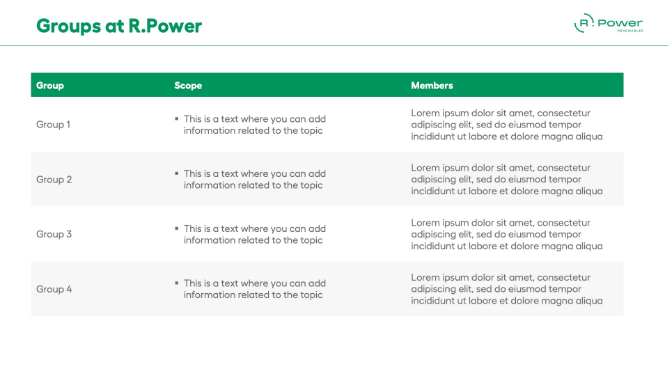 Groups at R.Power
R.Power
RENEWABLES
Group Scope Members
Group 1
▪ This is a text where you can add
information related to the topic
Lorem ipsum dolor sit amet, consectetur
adipiscing elit, sed do eiusmod tempor
incididunt ut labore et dolore magna aliqua
Group 2
▪ This is a text where you can add
information related to the topic
Lorem ipsum dolor sit amet, consectetur
adipiscing elit, sed do eiusmod tempor
incididunt ut labore et dolore magna aliqua
Group 3
▪ This is a text where you can add
information related to the topic
Lorem ipsum dolor sit amet, consectetur
adipiscing elit, sed do eiusmod tempor
incididunt ut labore et dolore magna aliqua
Group 4
▪ This is a text where you can add
information related to the topic
Lorem ipsum dolor sit amet, consectetur
adipiscing elit, sed do eiusmod tempor
incididunt ut labore et dolore magna aliqua